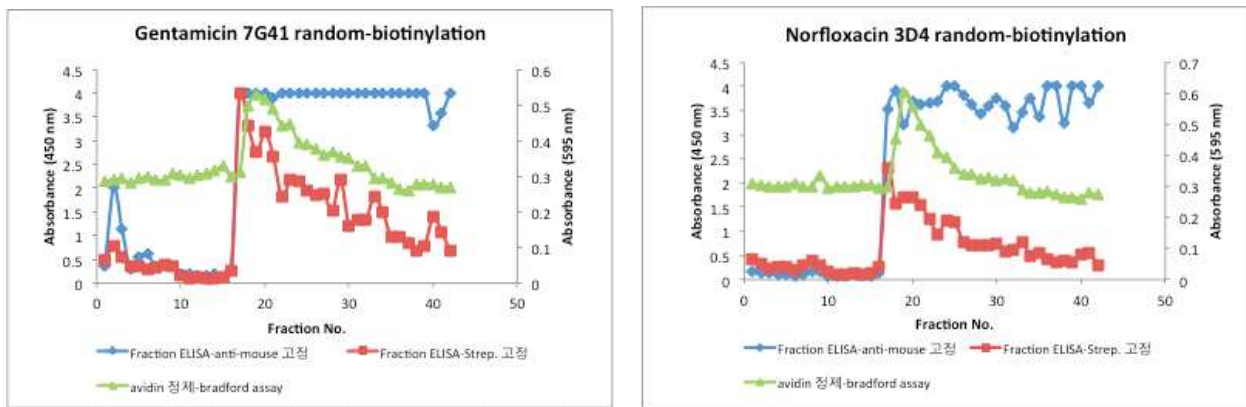 Gentamicin 7G41 random-biotinylation
Absorbance (450 nm)
4.5
4
3.5
3
2.5
2
1.5
1
0.5
0
0.6
0.5
0.4
0.3
0.2
0.1
0
Absorbance (595 nm)
0 10 20 30 40 50
Fraction No.
Fraction ELISA-anti-mouse 고정
Fraction ELISA-Strep. 고정
avidin 정제-bradford assay
Norfloxacin 3D4 random-biotinylation
Absorbance (450 nm)
4.5
4
3.5
3
2.5
2
1.5
1
0.5
0
0.7
0.6
0.5
0.4
0.3
0.2
0.1
0
Absorbance (595 nm)
0 10 20 30 40 50
Fraction No.
Fraction ELISA-anti-mouse 고정
Fraction ELISA-Strep. 고정
avidin 정제-bradford assay